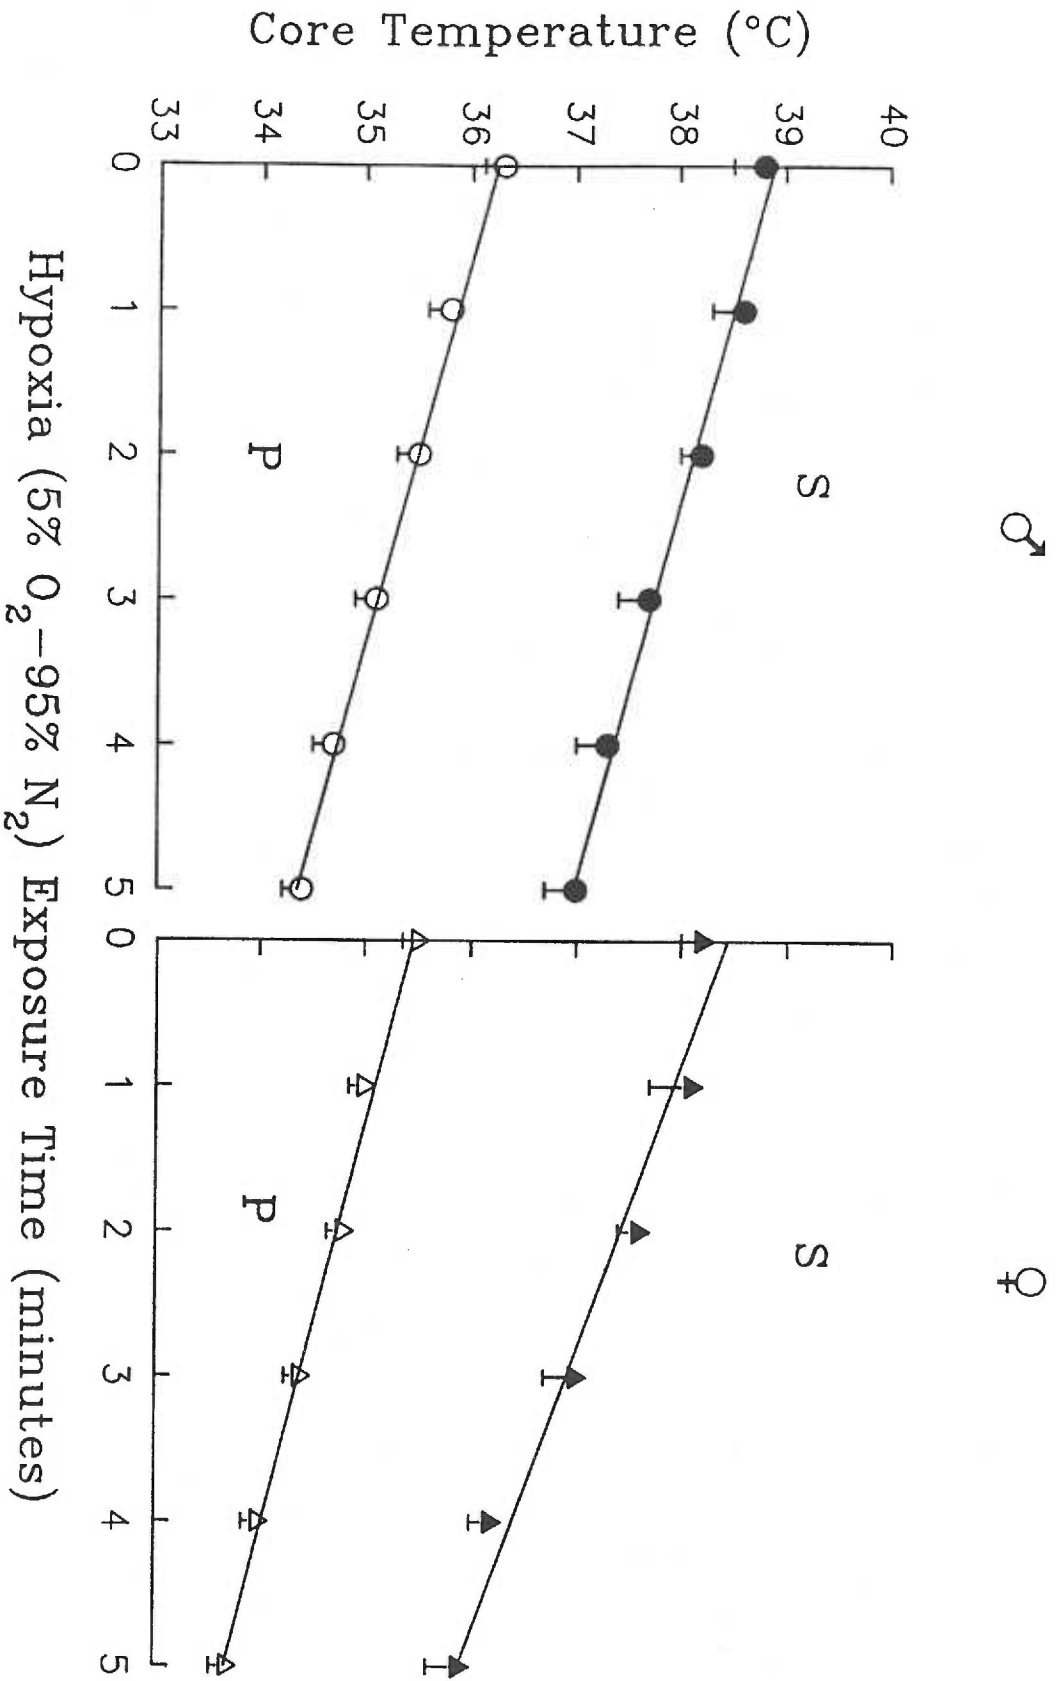 ♂ ♀
Core Temperature (°C)
40
39
38
37
36
35
34
33
S S
P P
0 1 2 3 4 5 0 1 2 3 4 5
Hypoxia (5% O₂-95% N₂) Exposure Time (minutes)